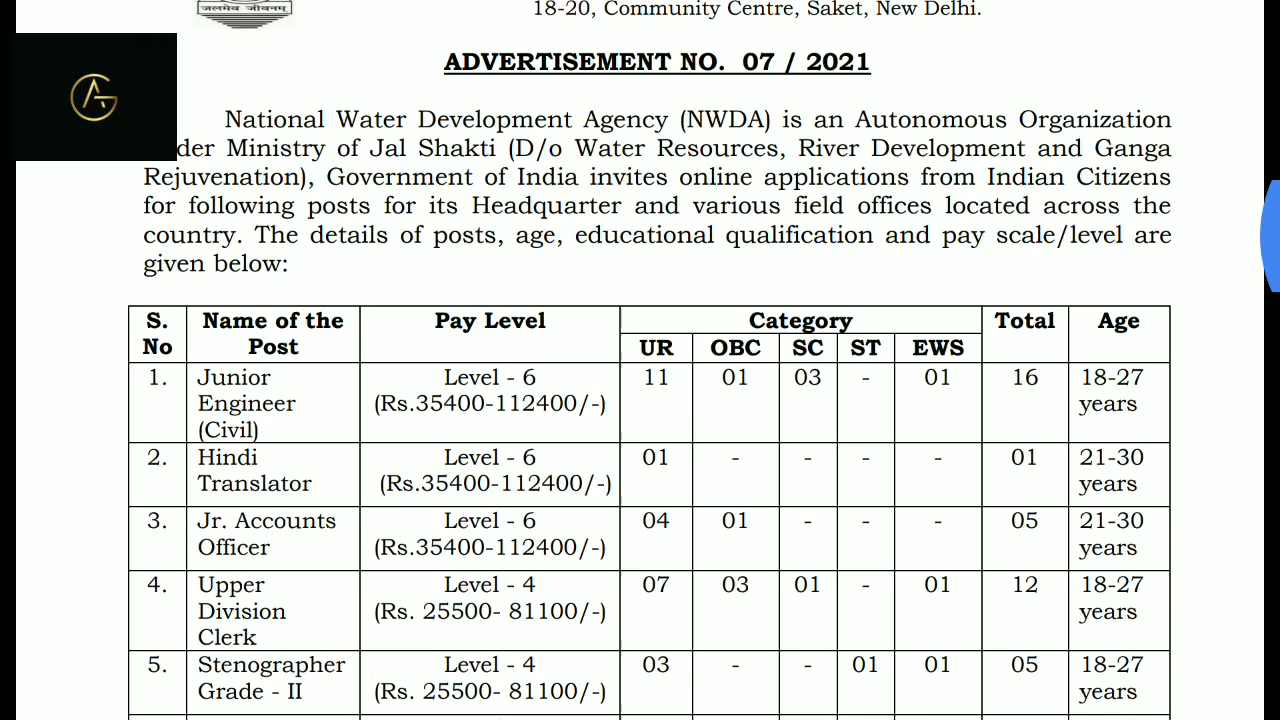 जलमेव जीवनम्
18-20, Community Centre, Saket, New Delhi.
ADVERTISEMENT NO. 07 / 2021
National Water Development Agency (NWDA) is an Autonomous Organization
der Ministry of Jal Shakti (D/o Water Resources, River Development and Ganga
Rejuvenation), Government of India invites online applications from Indian Citizens
for following posts for its Headquarter and various field offices located across the
country. The details of posts, age, educational qualification and pay scale/level are
given below:
S. No | Name of the Post | Pay Level | Category | Total | Age
UR | OBC | SC | ST | EWS
1. | Junior Engineer (Civil) | Level - 6 (Rs.35400-112400/-) | 11 | 01 | 03 | - | 01 | 16 | 18-27 years
2. | Hindi Translator | Level - 6 (Rs.35400-112400/-) | 01 | - | - | - | - | 01 | 21-30 years
3. | Jr. Accounts Officer | Level - 6 (Rs.35400-112400/-) | 04 | 01 | - | - | - | 05 | 21-30 years
4. | Upper Division Clerk | Level - 4 (Rs. 25500- 81100/-) | 07 | 03 | 01 | - | 01 | 12 | 18-27 years
5. | Stenographer Grade - II | Level - 4 (Rs. 25500- 81100/-) | 03 | - | - | 01 | 01 | 05 | 18-27 years